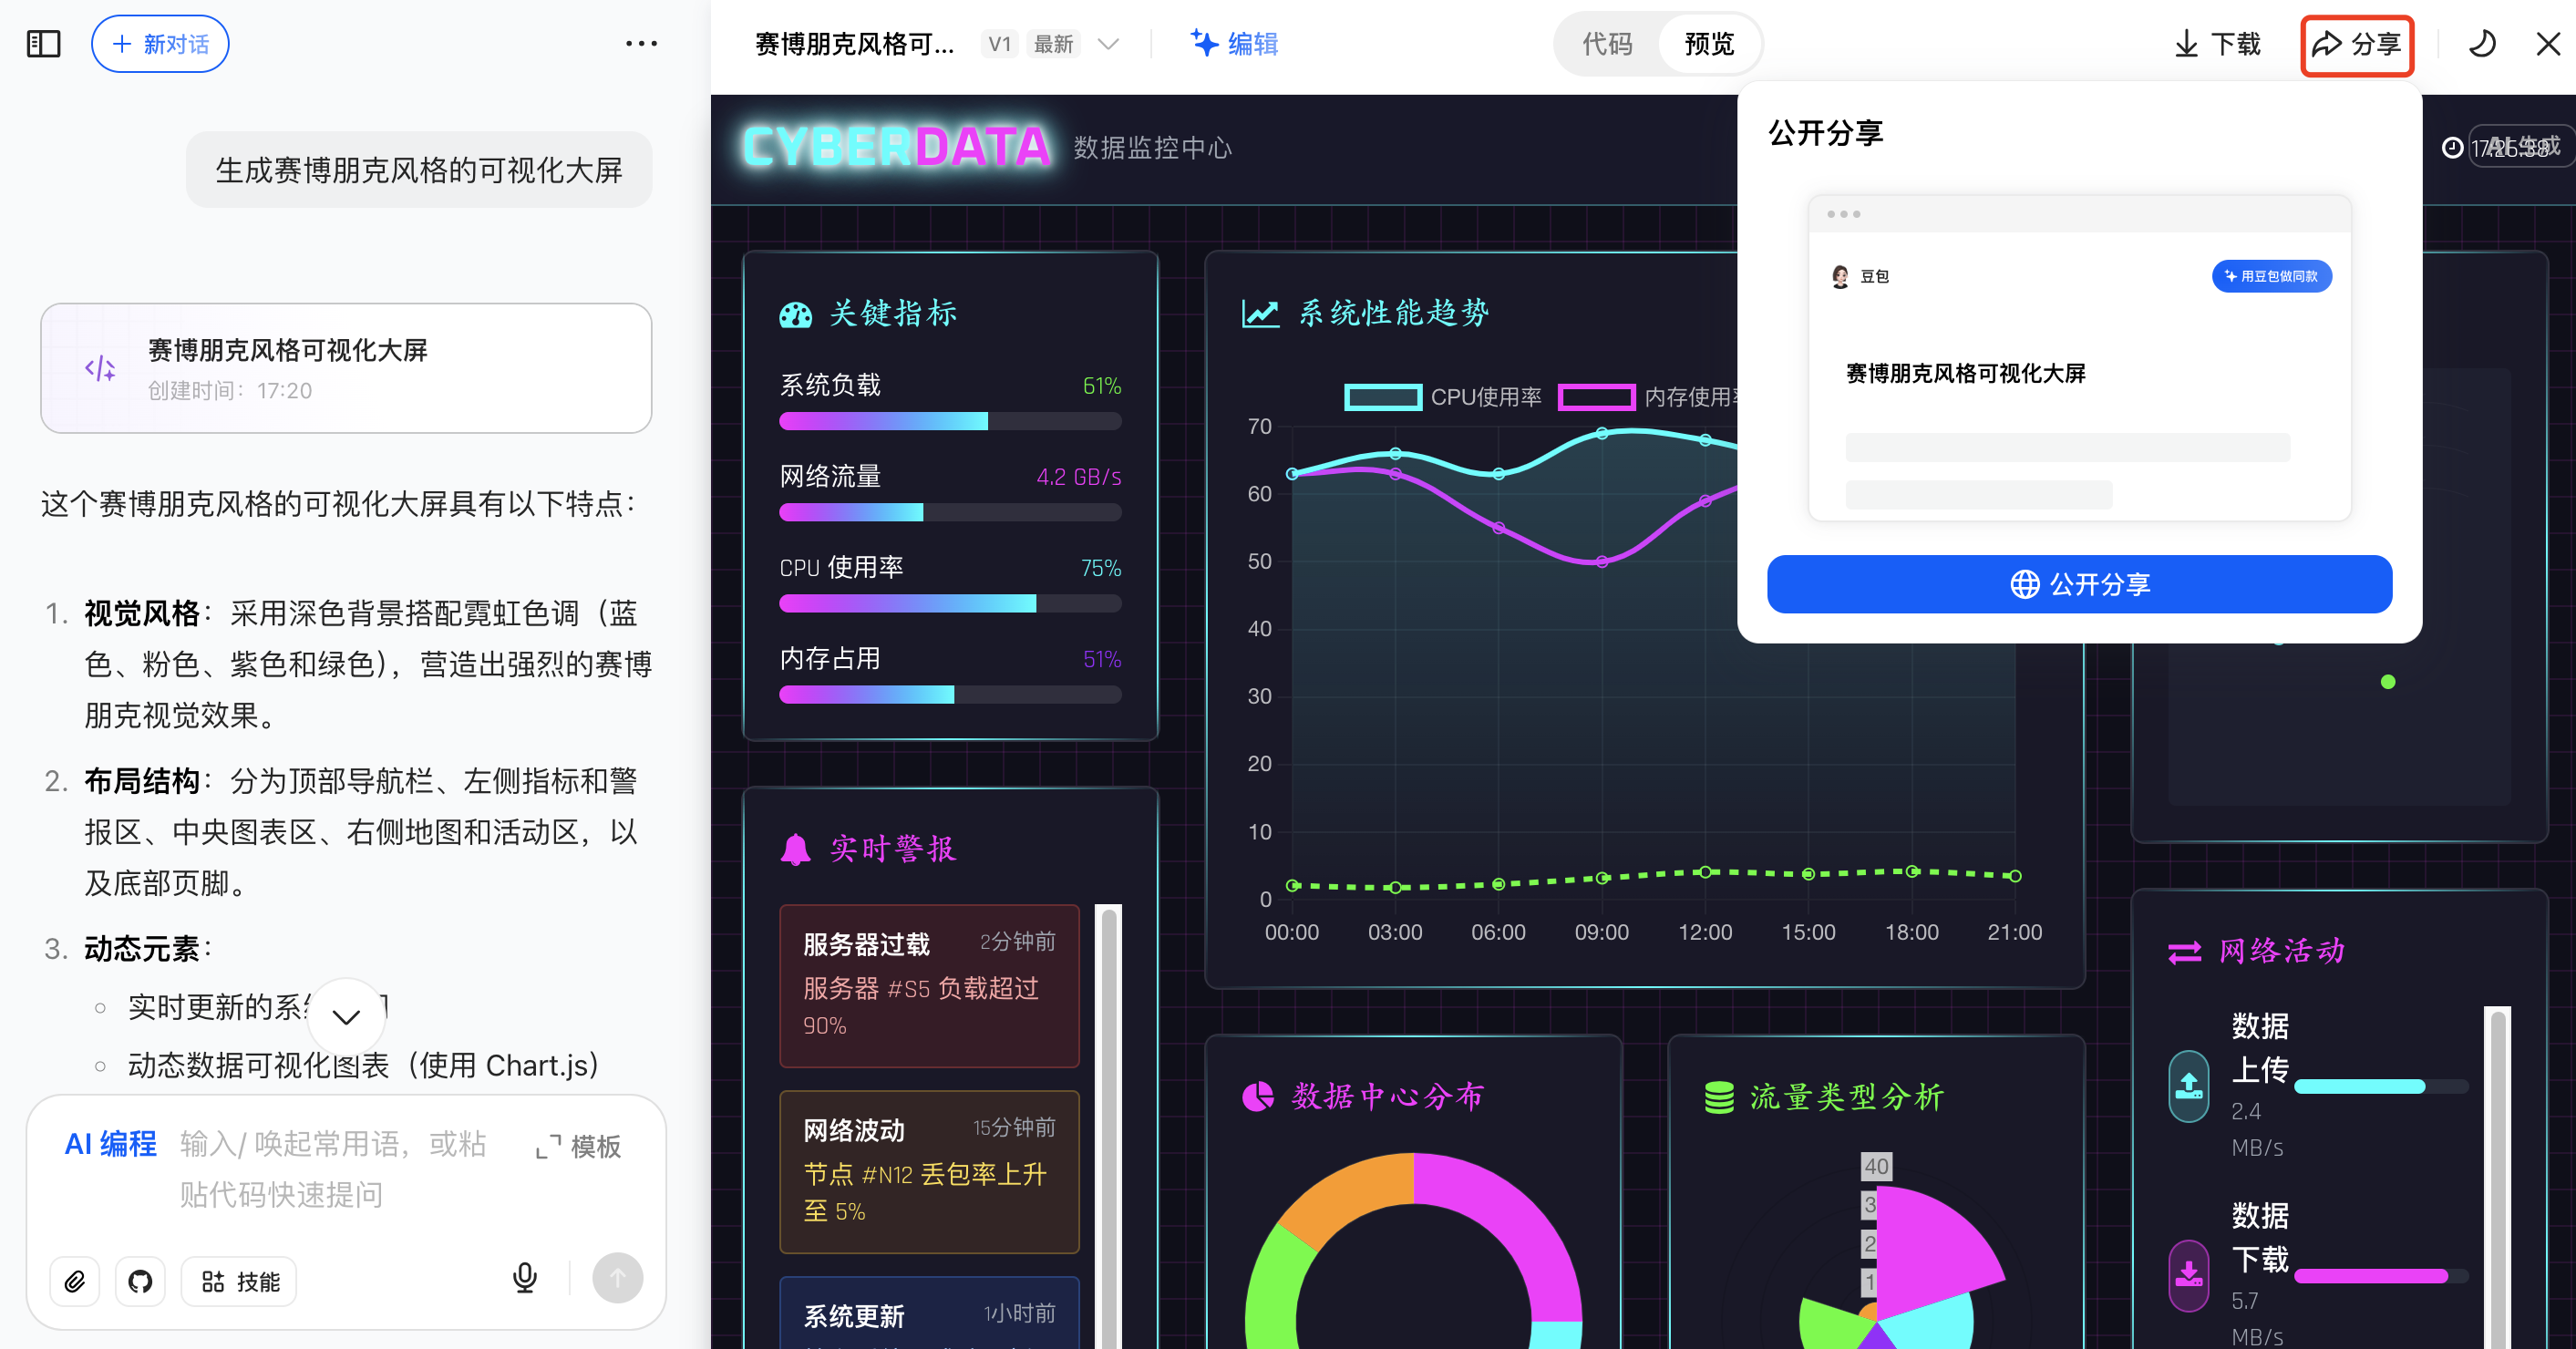 新对话
生成赛博朋克风格的可视化大屏
赛博朋克风格可视化大屏
创建时间：17:20
这个赛博朋克风格的可视化大屏具有以下特点：
1. 视觉风格：采用深色背景搭配霓虹色调（蓝
色、粉色、紫色和绿色），营造出强烈的赛博
朋克视觉效果。
2. 布局结构：分为顶部导航栏、左侧指标和警
报区、中央图表区、右侧地图和活动区，以
及底部页脚。
3. 动态元素：
实时更新的系
动态数据可视化图表（使用 Chart.js）
AI 编程 输入/ 唤起常用语，或粘
贴代码快速提问
模板
技能
赛博朋克风格可... V1 最新
编辑
代码 预览
下载
分享
CYBERDATA 数据监控中心
AI 生成
关键指标
系统负载 61%
网络流量 4.2 GB/s
CPU 使用率 75%
内存占用 51%
实时警报
服务器过载 2分钟前
服务器 #S5 负载超过
90%
网络波动 15分钟前
节点 #N12 丢包率上升
至 5%
系统更新 1小时前
系统性能趋势
CPU使用率 内存使用
70
60
50
40
30
20
10
0
00:00 03:00 06:00 09:00 12:00 15:00 18:00 21:00
公开分享
豆包
用豆包做同款
赛博朋克风格可视化大屏
公开分享
数据中心分布
流量类型分析
40
3
2
1
网络活动
数据
上传
2.4
MB/s
数据
下载
5.7
MB/s